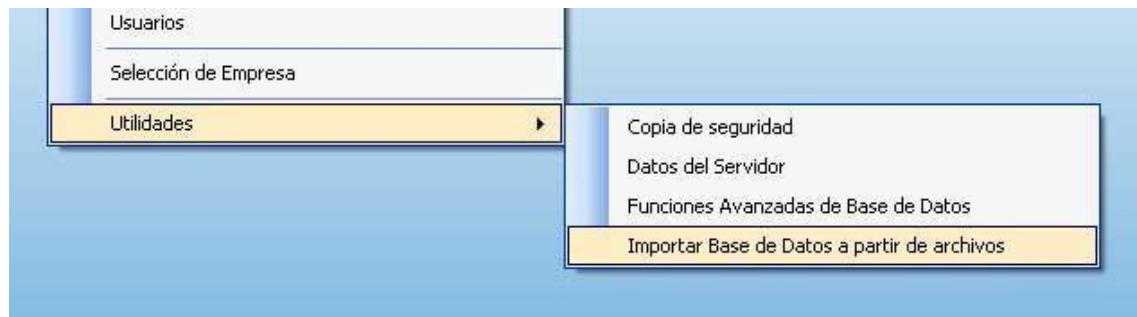 Usuarios
Selección de Empresa
Utilidades
Copia de seguridad
Datos del Servidor
Funciones Avanzadas de Base de Datos
Importar Base de Datos a partir de archivos